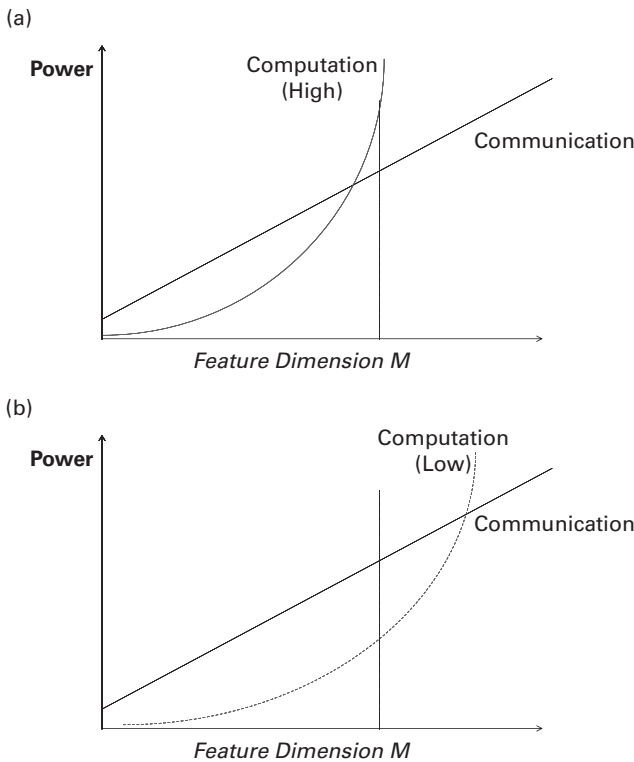 (a)
Power
Computation
(High)
Communication
Feature Dimension M
(b)
Power
Computation
(Low)
Communication
Feature Dimension M